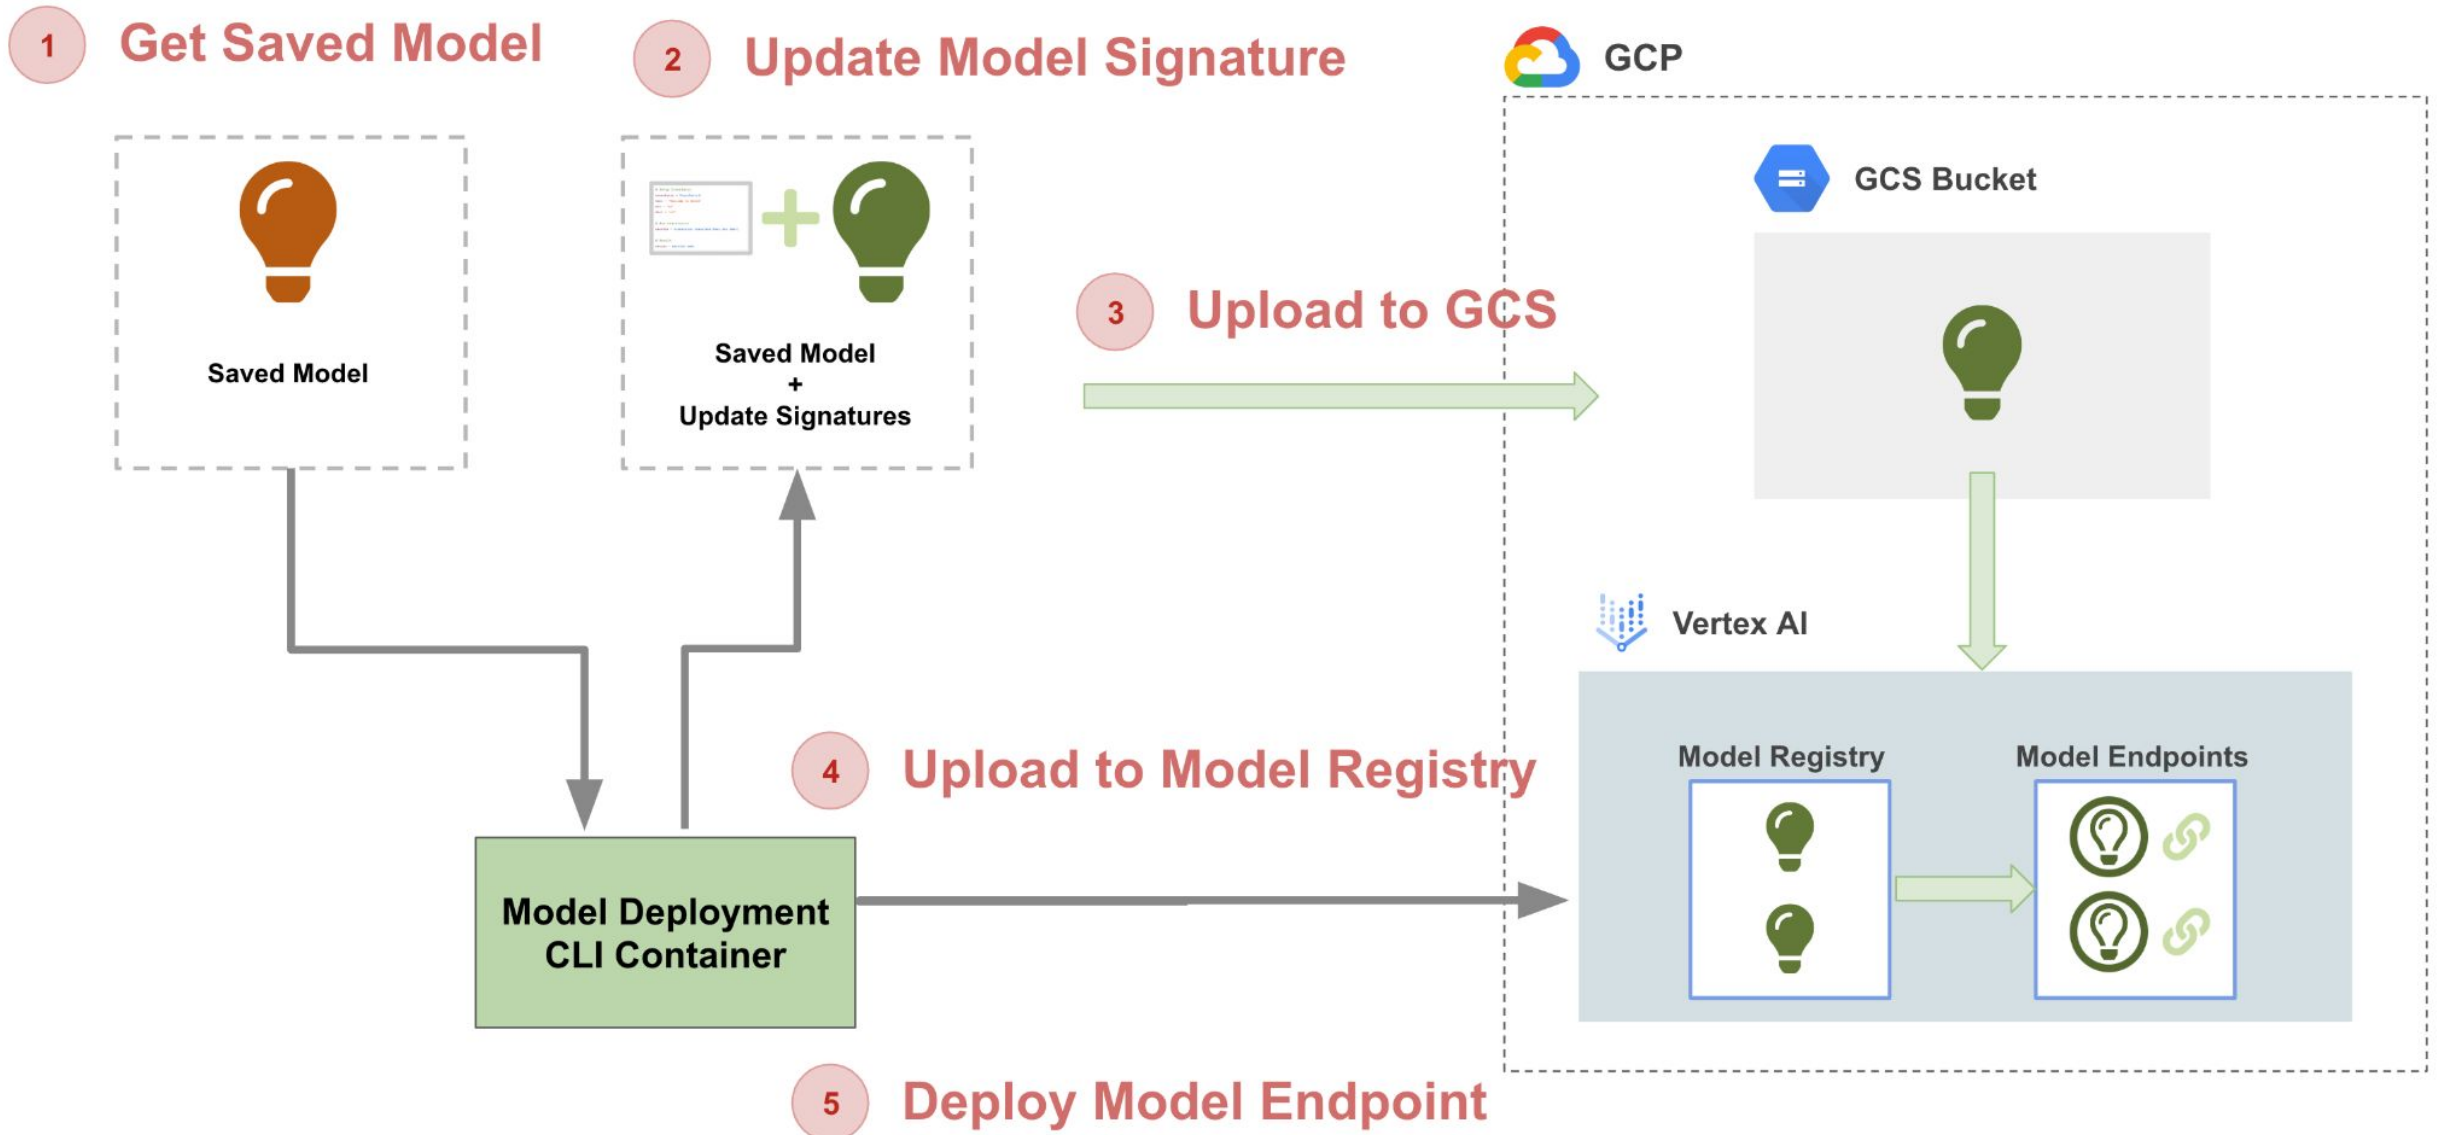 1 Get Saved Model
2 Update Model Signature
GCP
GCS Bucket
Saved Model
Saved Model
+
Update Signatures
3 Upload to GCS
Vertex AI
4 Upload to Model Registry
Model Registry
Model Endpoints
Model Deployment
CLI Container
5 Deploy Model Endpoint